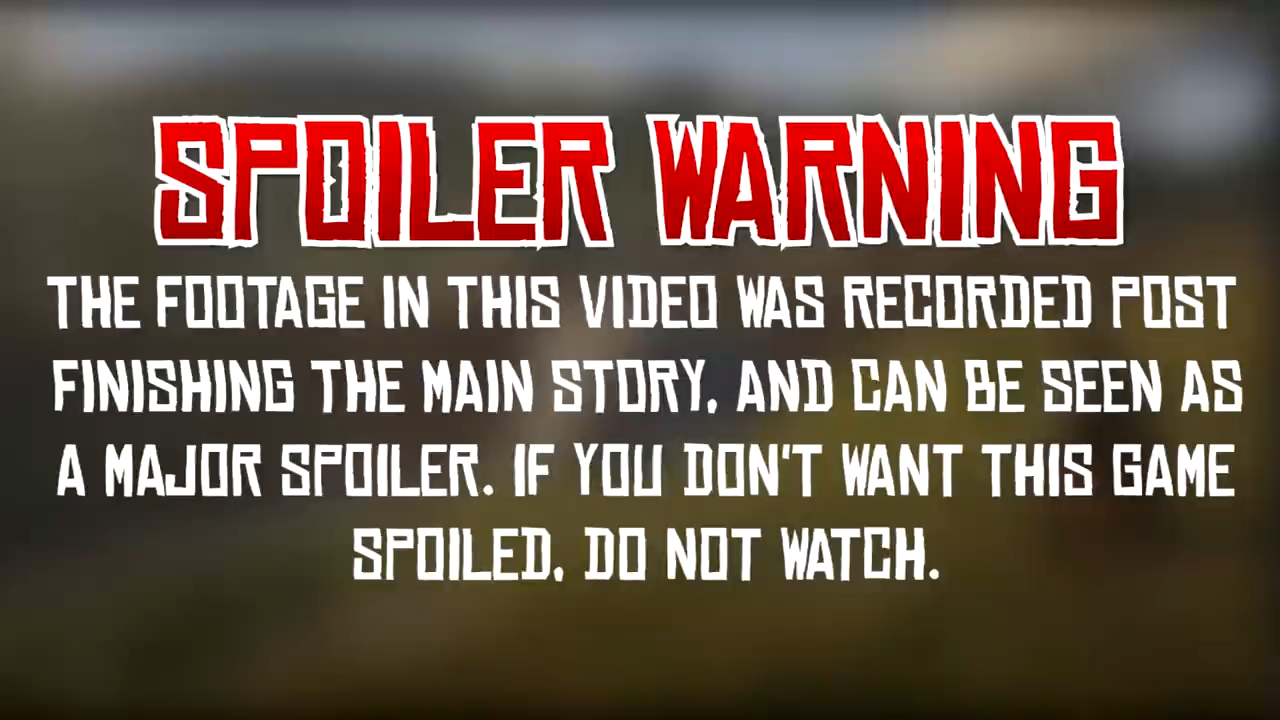 SPOILER WARNING
THE FOOTAGE IN THIS VIDEO WAS RECORDED POST
FINISHING THE MAIN STORY, AND CAN BE SEEN AS
A MAJOR SPOILER. IF YOU DON'T WANT THIS GAME
SPOILED, DO NOT WATCH.